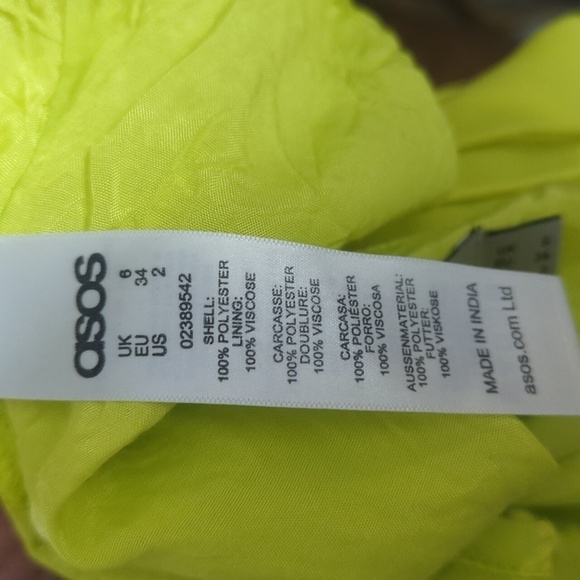 asos
UK 6
EU 34
US 2
02389542
SHELL:
100% POLYESTER
LINING:
100% VISCOSE
CARCASSE:
100% POLYESTER
DOUBLURE:
100% VISCOSE
CARCASA:
100% POLIÉSTER
FORRO:
100% VISCOSA
AUSSENMATERIAL:
100% POLYESTER
FUTTER:
100% VISKOSE
MADE IN INDIA
asos.com Ltd